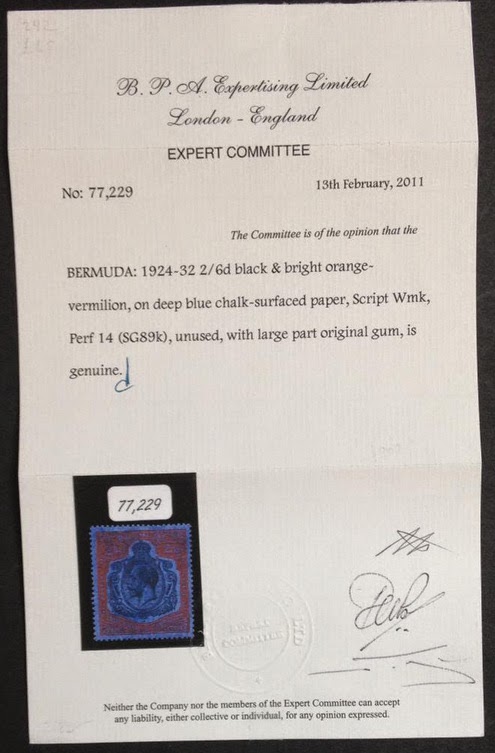 B. P. A. Expertising Limited
London - England
EXPERT COMMITTEE
No: 77,229
13th February, 2011
The Committee is of the opinion that the
BERMUDA: 1924-32 2/6d black & bright orange-
vermilion, on deep blue chalk-surfaced paper, Script Wmk,
Perf 14 (SG89k), unused, with large part original gum, is
genuine.
77,229
EXPERT
COMMITTEE
Neither the Company nor the members of the Expert Committee can accept
any liability, either collective or individual, for any opinion expressed.